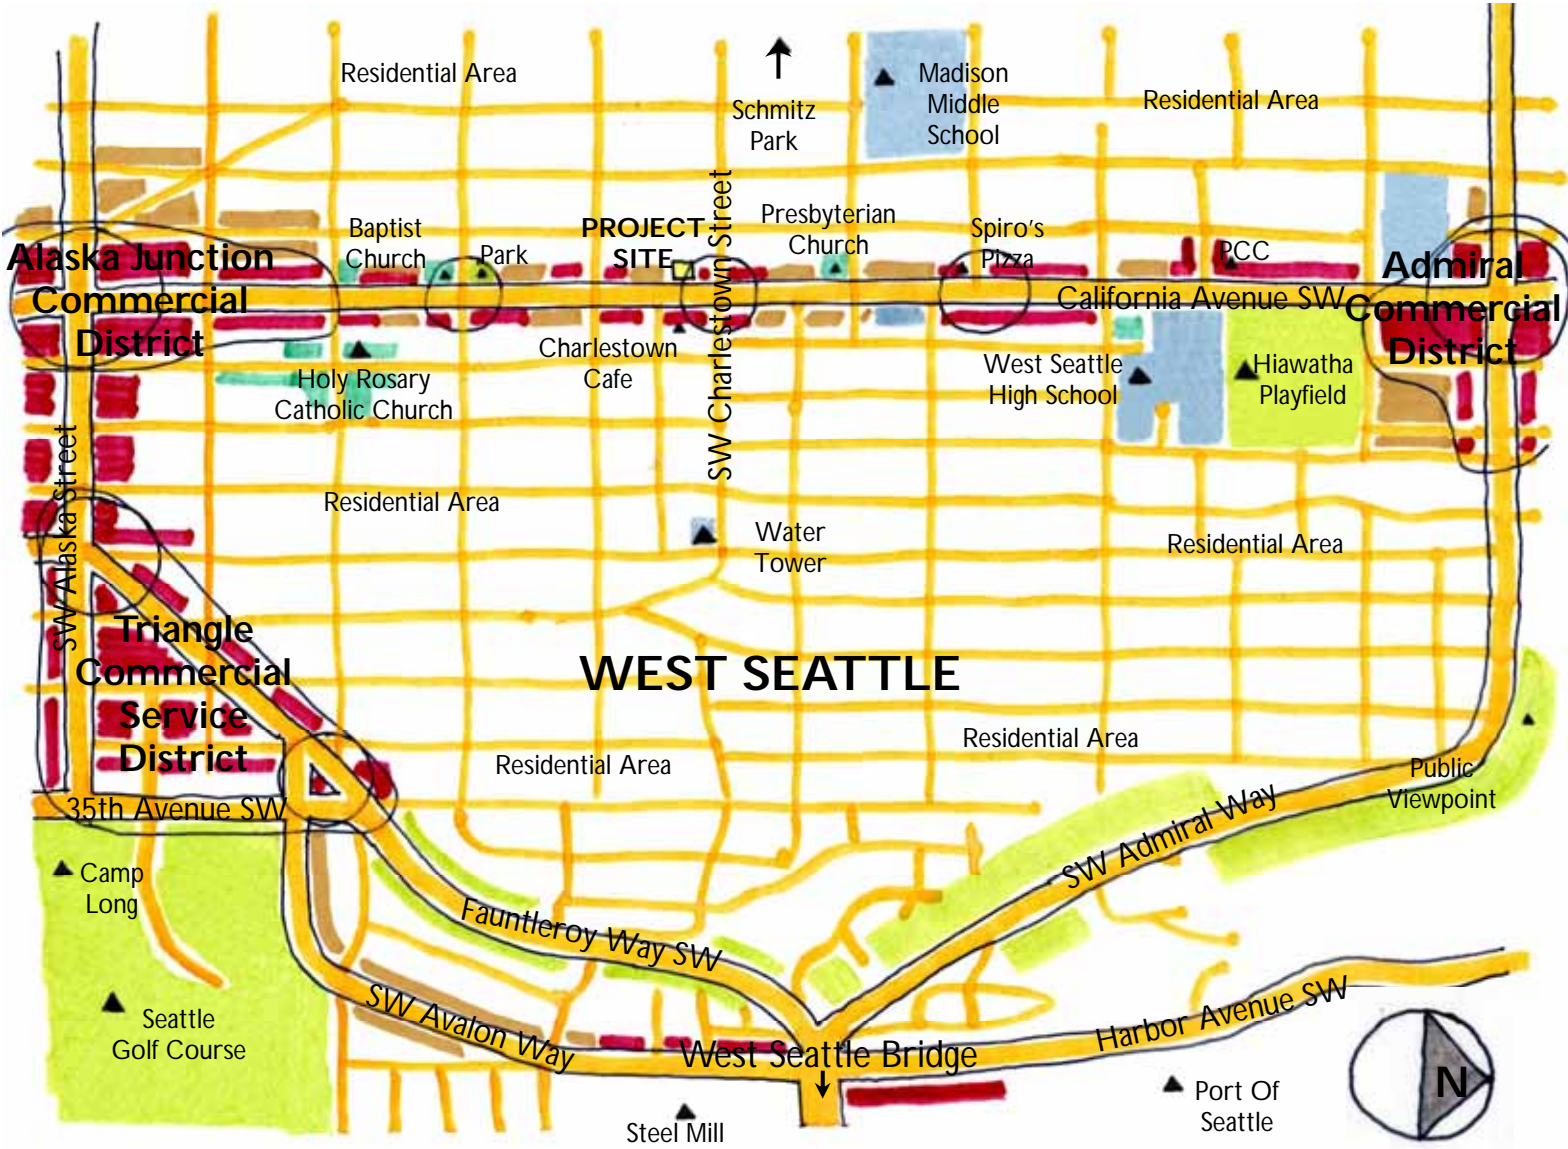 Residential Area
Schmitz
Park
Madison
Middle
School
Residential Area
Baptist
Church
Park
PROJECT
SITE
SW Charlestown Street
Presbyterian
Church
Spiro's
Pizza
PCC
Alaska Junction
Commercial
District
California Avenue SW
Admiral
Commercial
District
Charlestown
Cafe
Holy Rosary
Catholic Church
West Seattle
High School
Hiawatha
Playfield
SW Alaska Street
Residential Area
Water
Tower
Residential Area
Triangle
Commercial
Service
District
WEST SEATTLE
Residential Area
Residential Area
Public
Viewpoint
35th Avenue SW
SW Admiral Way
Camp
Long
Fauntleroy Way SW
SW Avalon Way
Seattle
Golf Course
West Seattle Bridge
Harbor Avenue SW
Steel Mill
Port Of
Seattle
N